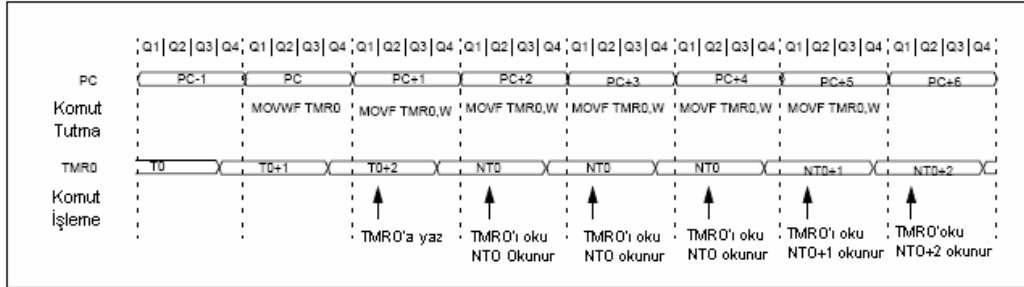 Q1 Q2 Q3 Q4 Q1 Q2 Q3 Q4 Q1 Q2 Q3 Q4 Q1 Q2 Q3 Q4 Q1 Q2 Q3 Q4 Q1 Q2 Q3 Q4 Q1 Q2 Q3 Q4 Q1 Q2 Q3 Q4
PC PC-1 PC PC+1 PC+2 PC+3 PC+4 PC+5 PC+6
Komut MOVWF TMR0 MOVF TMR0,W MOVF TMR0,W MOVF TMR0,W MOVF TMR0,W MOVF TMR0,W
Tutma
TMR0 T0 T0+1 T0+2 NT0 NT0 NT0 NT0+1 NT0+2
Komut
İşleme
TMR0'a yaz TMR0'ı oku TMR0'ı oku TMR0'ı oku TMR0'ı oku TMR0'oku
NT0 Okunur NT0 okunur NT0 okunur NT0+1 okunur NT0+2 okunur